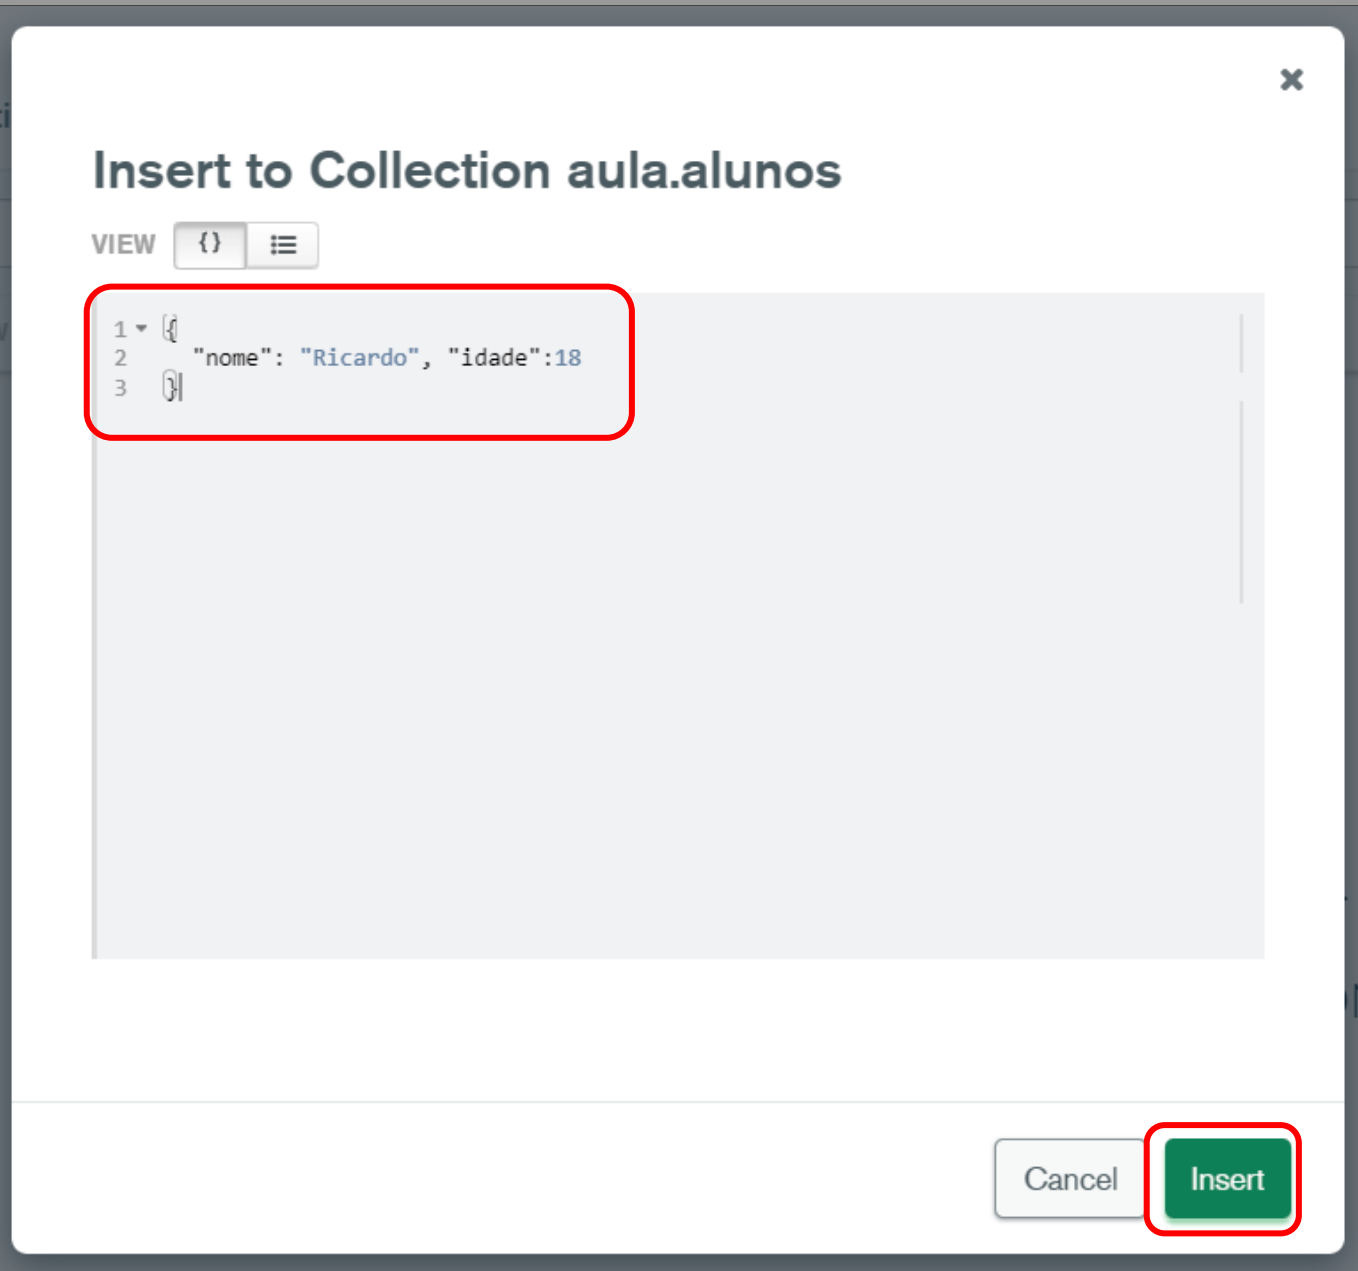 Insert to Collection aula.alunos
VIEW {}
1 {
2 "nome": "Ricardo", "idade":18
3 }
Cancel Insert